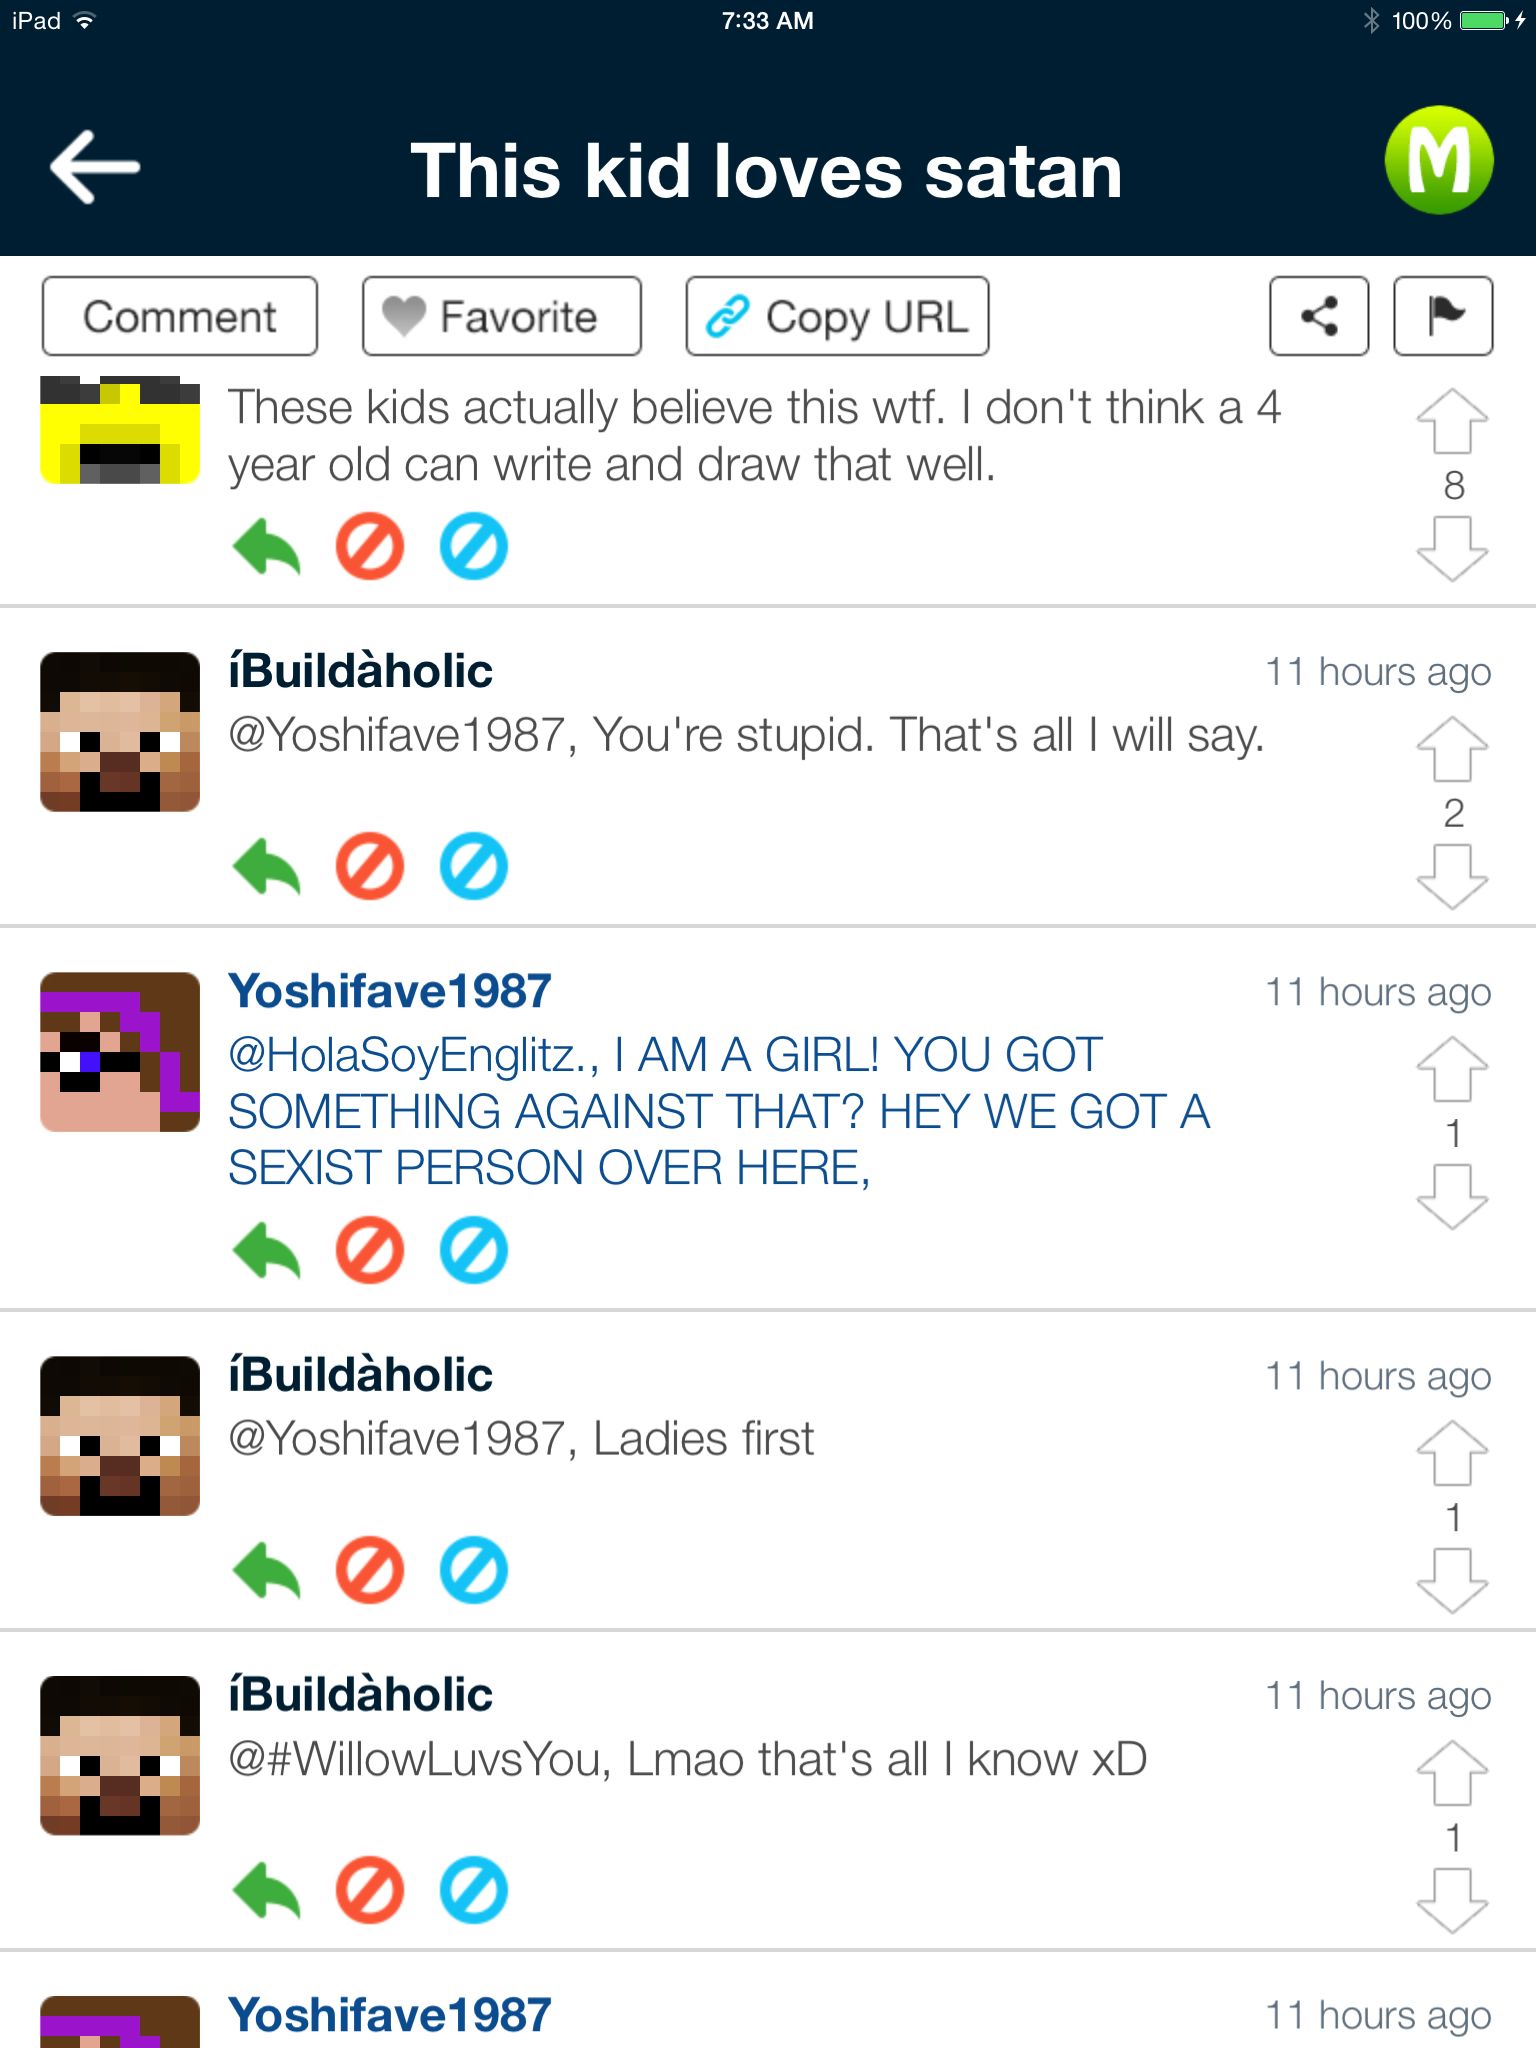 iPad 7:33 AM 100%
This kid loves satan
M
Comment Favorite Copy URL
These kids actually believe this wtf. I don't think a 4
year old can write and draw that well.
8
íBuildàholic 11 hours ago
@Yoshifave1987, You're stupid. That's all I will say.
2
Yoshifave1987 11 hours ago
@HolaSoyEnglitz., I AM A GIRL! YOU GOT
SOMETHING AGAINST THAT? HEY WE GOT A
SEXIST PERSON OVER HERE,
1
íBuildàholic 11 hours ago
@Yoshifave1987, Ladies first
1
íBuildàholic 11 hours ago
@#WillowLuvsYou, Lmao that's all I know xD
1
Yoshifave1987 11 hours ago